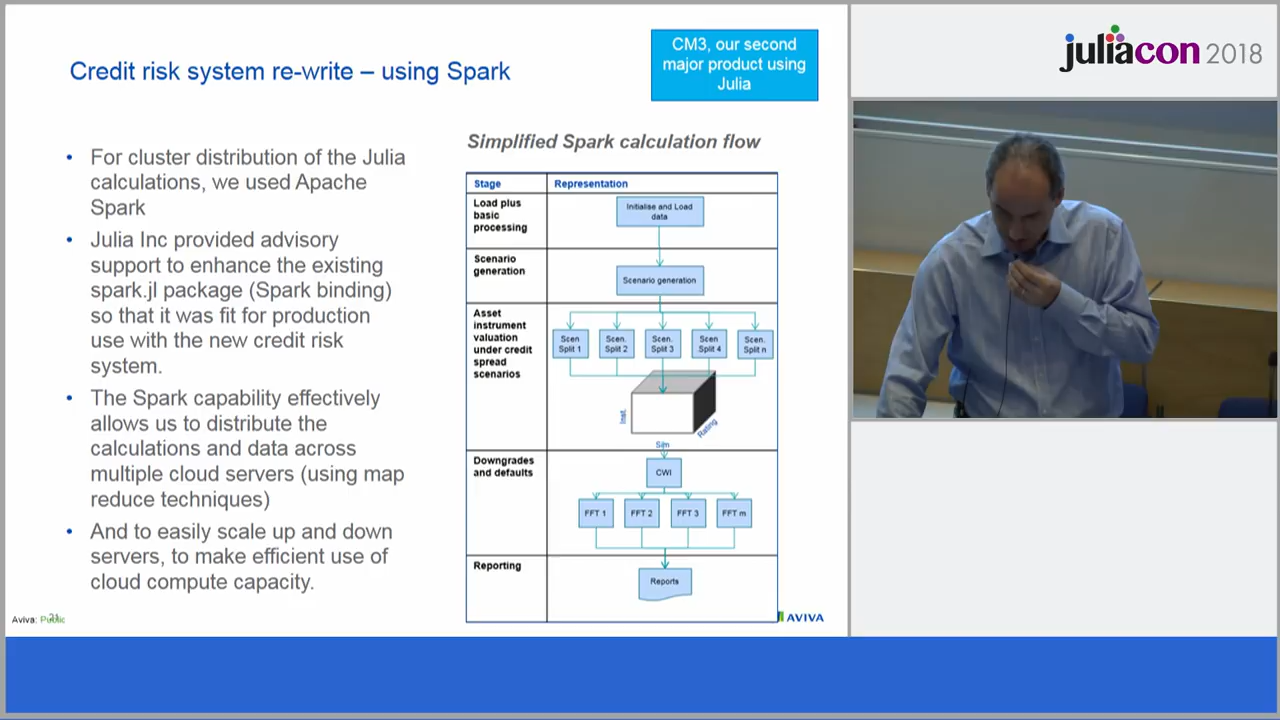 Credit risk system re-write – using Spark
CM3, our second
major product using
Julia
juliacon 2018
• For cluster distribution of the Julia
calculations, we used Apache
Spark
• Julia Inc provided advisory
support to enhance the existing
spark.jl package (Spark binding)
so that it was fit for production
use with the new credit risk
system.
• The Spark capability effectively
allows us to distribute the
calculations and data across
multiple cloud servers (using map
reduce techniques)
• And to easily scale up and down
servers, to make efficient use of
cloud compute capacity.
Simplified Spark calculation flow
Stage
Representation
Load plus
basic
processing
Initialise and Load
data
Scenario
generation
Scenario generation
Asset
instrument
valuation
under credit
spread
scenarios
Scen
Split 1
Scen.
Split 2
Scen.
Split 3
Scen
Split 4
Scen.
Split n
Inst.
Rating
Sim
Downgrades
and defaults
CWI
FFT 1
FFT 2
FFT 3
FFT m
Reporting
Reports
Aviva: Public
21
AVIVA